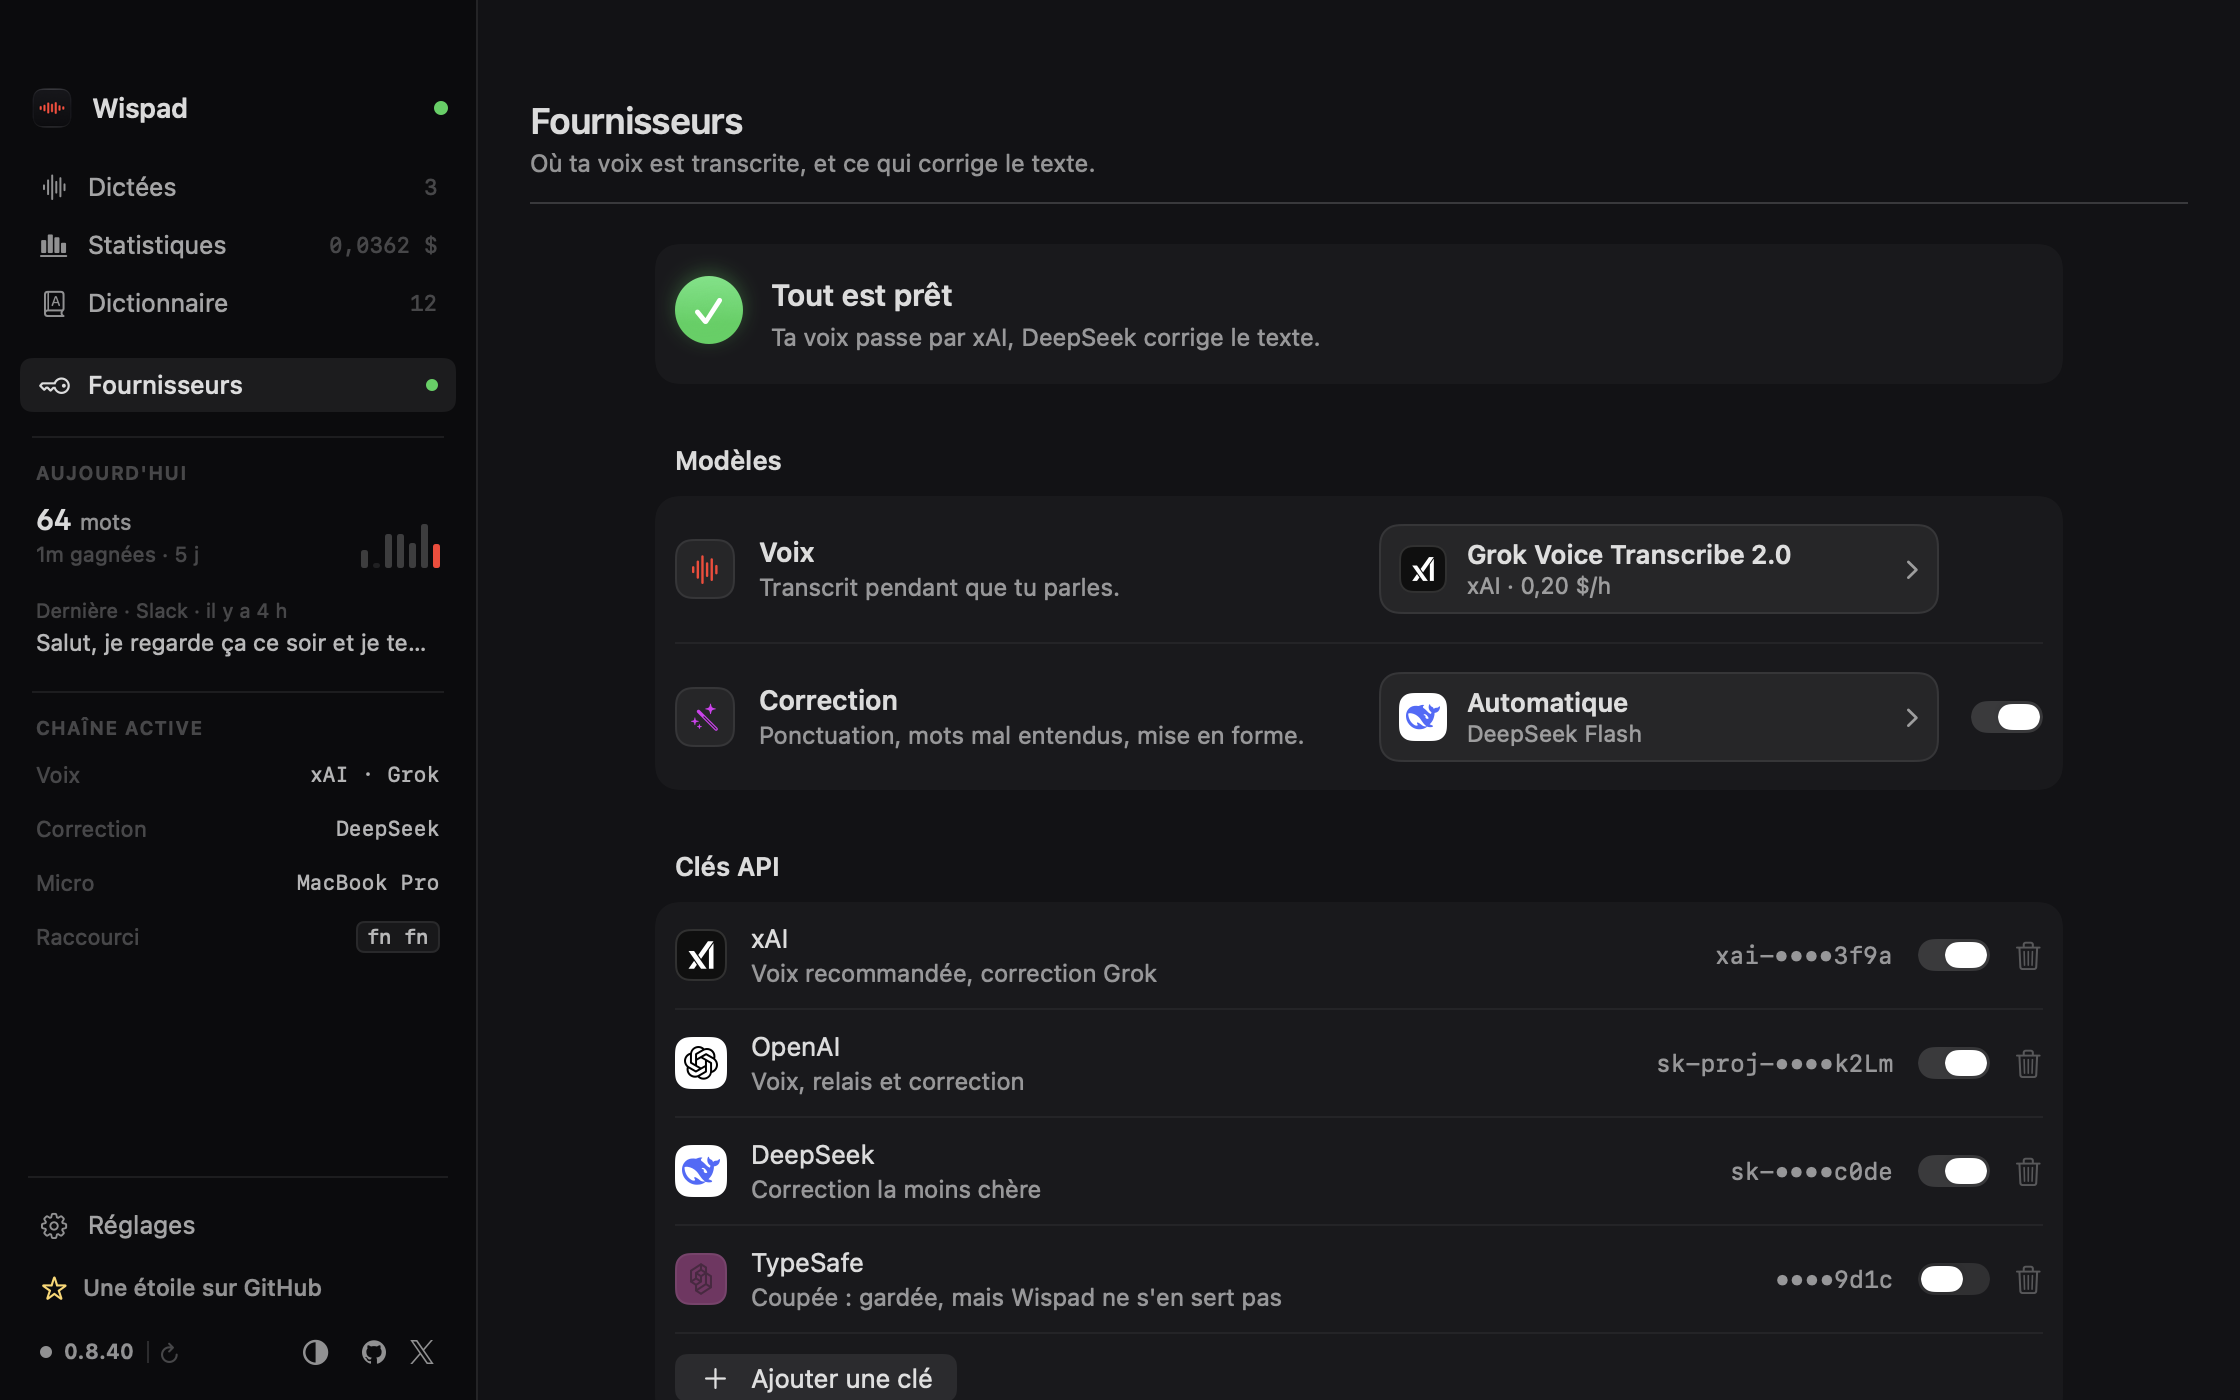 Wispad
Dictées 3
Statistiques 0,0362 $
Dictionnaire 12
Fournisseurs
AUJOURD'HUI
64 mots
1m gagnées · 5 j
Dernière · Slack · il y a 4 h
Salut, je regarde ça ce soir et je te…
CHAÎNE ACTIVE
Voix xAI · Grok
Correction DeepSeek
Micro MacBook Pro
Raccourci fn fn
Réglages
Une étoile sur GitHub
0.8.40
Fournisseurs
Où ta voix est transcrite, et ce qui corrige le texte.
Tout est prêt
Ta voix passe par xAI, DeepSeek corrige le texte.
Modèles
Voix
Transcrit pendant que tu parles.
Grok Voice Transcribe 2.0
xAI · 0,20 $/h
Correction
Ponctuation, mots mal entendus, mise en forme.
Automatique
DeepSeek Flash
Clés API
xAI
Voix recommandée, correction Grok
xai-••••3f9a
OpenAI
Voix, relais et correction
sk-proj-••••k2Lm
DeepSeek
Correction la moins chère
sk-••••c0de
TypeSafe
Coupée : gardée, mais Wispad ne s'en sert pas
••••9d1c
Ajouter une clé